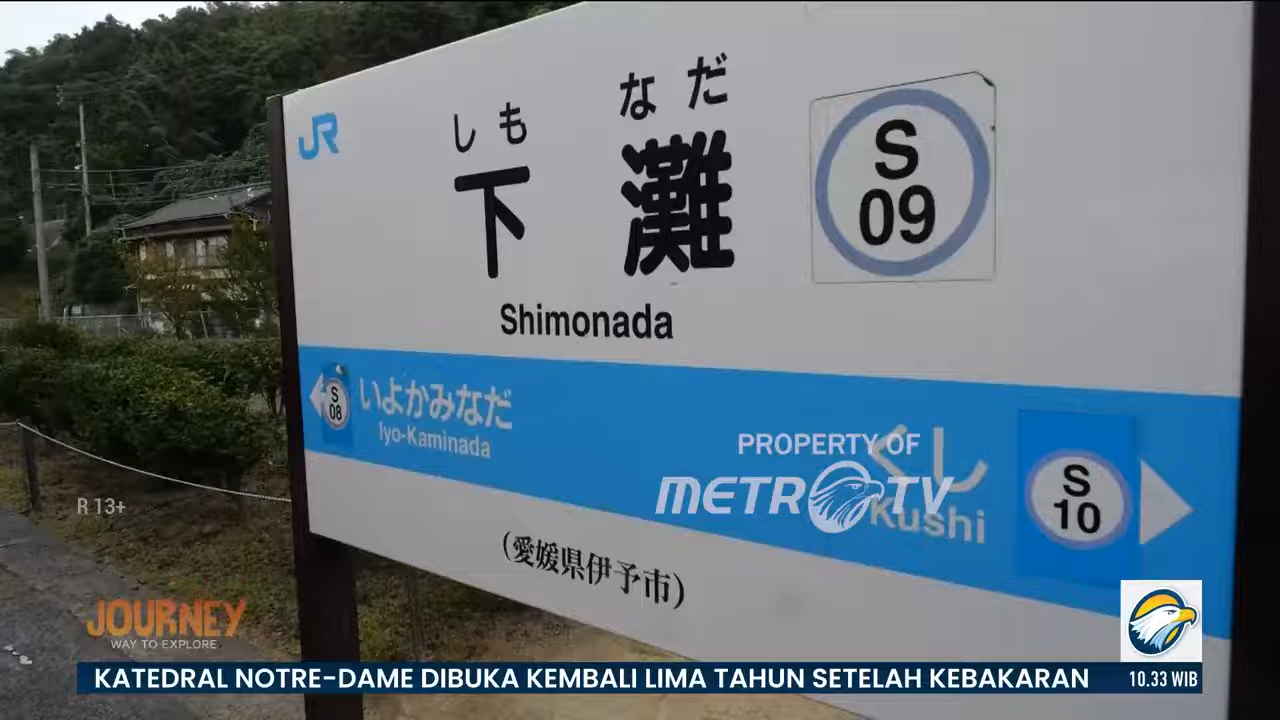 JR
しも なだ
下灘
S
09
Shimonada
S
08
いよかみなだ
Iyo-Kaminada
くし
Kushi
S
10
PROPERTY OF
METRO TV
(愛媛県伊予市)
R 13+
JOURNEY
WAY TO EXPLORE
KATEDRAL NOTRE-DAME DIBUKA KEMBALI LIMA TAHUN SETELAH KEBAKARAN
10.33 WIB